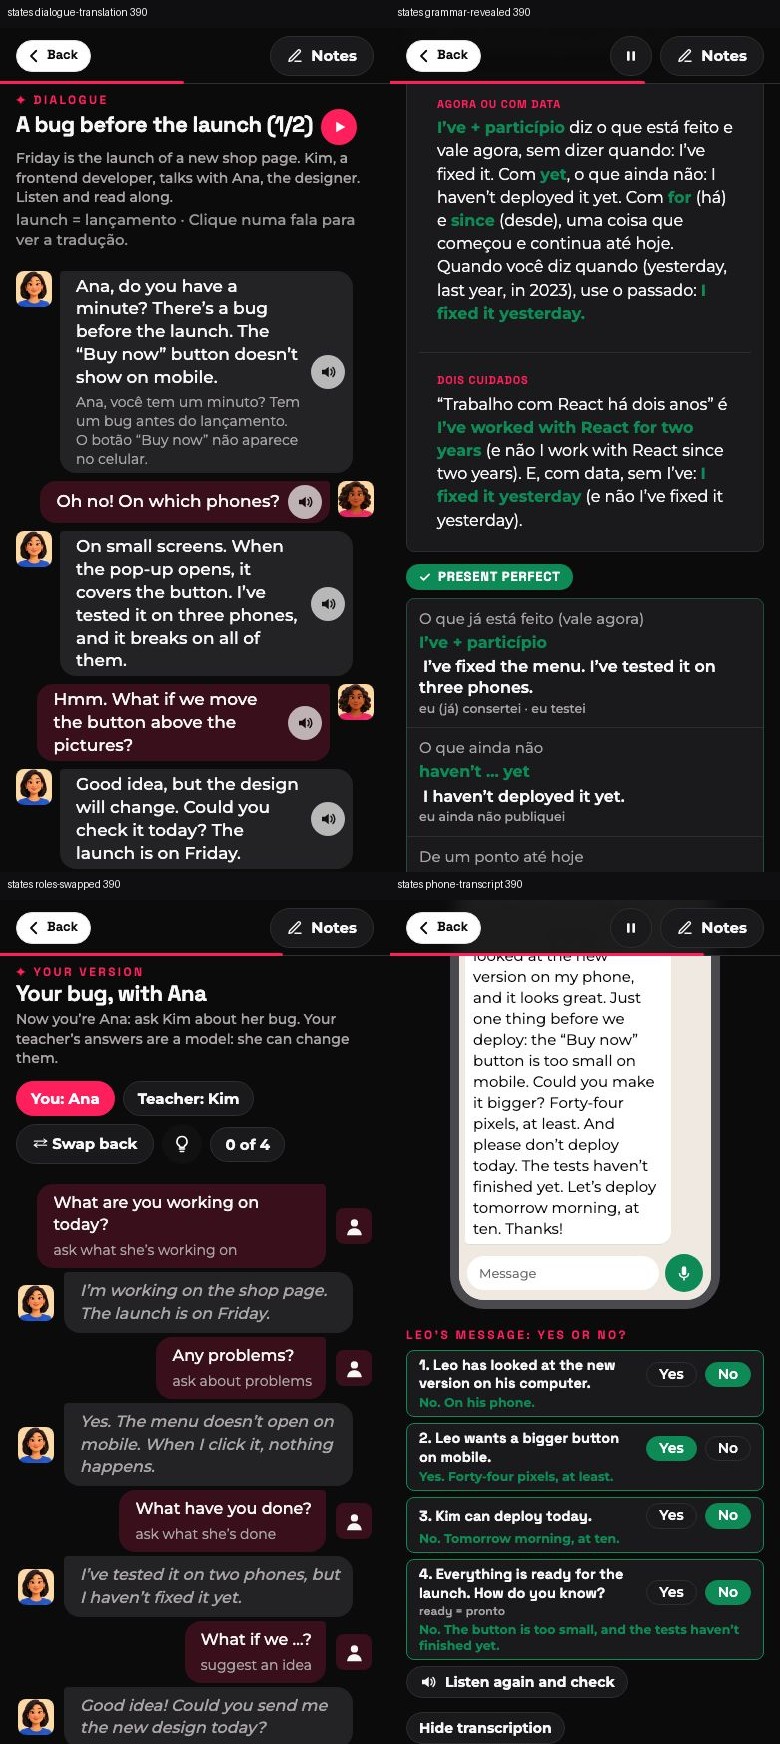 states dialogue-translation 390
Back
Notes
✦ DIALOGUE
A bug before the launch (1/2)
Friday is the launch of a new shop page. Kim, a
frontend developer, talks with Ana, the designer.
Listen and read along.
launch = lançamento · Clique numa fala para
ver a tradução.
Ana, do you have a
minute? There's a bug
before the launch. The
“Buy now” button doesn't
show on mobile.
Ana, você tem um minuto? Tem
um bug antes do lançamento.
O botão “Buy now” não aparece
no celular.
Oh no! On which phones?
On small screens. When
the pop-up opens, it
covers the button. I've
tested it on three phones,
and it breaks on all of
them.
Hmm. What if we move
the button above the
pictures?
Good idea, but the design
will change. Could you
check it today? The
launch is on Friday.
states grammar-revealed 390
Back
Notes
AGORA OU COM DATA
I've + particípio diz o que está feito e
vale agora, sem dizer quando: I've
fixed it. Com yet, o que ainda não: I
haven't deployed it yet. Com for (há)
e since (desde), uma coisa que
começou e continua até hoje.
Quando você diz quando (yesterday,
last year, in 2023), use o passado: I
fixed it yesterday.
DOIS CUIDADOS
“Trabalho com React há dois anos” é
I've worked with React for two
years (e não I work with React since
two years). E, com data, sem I've: I
fixed it yesterday (e não I've fixed it
yesterday).
PRESENT PERFECT
O que já está feito (vale agora)
I've + particípio
I've fixed the menu. I've tested it on
three phones.
eu (já) consertei · eu testei
O que ainda não
haven't … yet
I haven't deployed it yet.
eu ainda não publiquei
De um ponto até hoje
states roles-swapped 390
Back
Notes
✦ YOUR VERSION
Your bug, with Ana
Now you're Ana: ask Kim about her bug. Your
teacher's answers are a model: she can change
them.
You: Ana
Teacher: Kim
Swap back
0 of 4
What are you working on
today?
ask what she's working on
I'm working on the shop page.
The launch is on Friday.
Any problems?
ask about problems
Yes. The menu doesn't open on
mobile. When I click it, nothing
happens.
What have you done?
ask what she's done
I've tested it on two phones, but
I haven't fixed it yet.
What if we …?
suggest an idea
Good idea! Could you send me
the new design today?
states phone-transcript 390
Back
Notes
looked at the new
version on my phone,
and it looks great. Just
one thing before we
deploy: the “Buy now”
button is too small on
mobile. Could you make
it bigger? Forty-four
pixels, at least. And
please don't deploy
today. The tests haven't
finished yet. Let's deploy
tomorrow morning, at
ten. Thanks!
Message
LEO'S MESSAGE: YES OR NO?
1. Leo has looked at the new
version on his computer.
Yes
No
No. On his phone.
2. Leo wants a bigger button
on mobile.
Yes
No
Yes. Forty-four pixels, at least.
3. Kim can deploy today.
Yes
No
No. Tomorrow morning, at ten.
4. Everything is ready for the
launch. How do you know?
Yes
No
ready = pronto
No. The button is too small, and the tests haven't
finished yet.
Listen again and check
Hide transcription